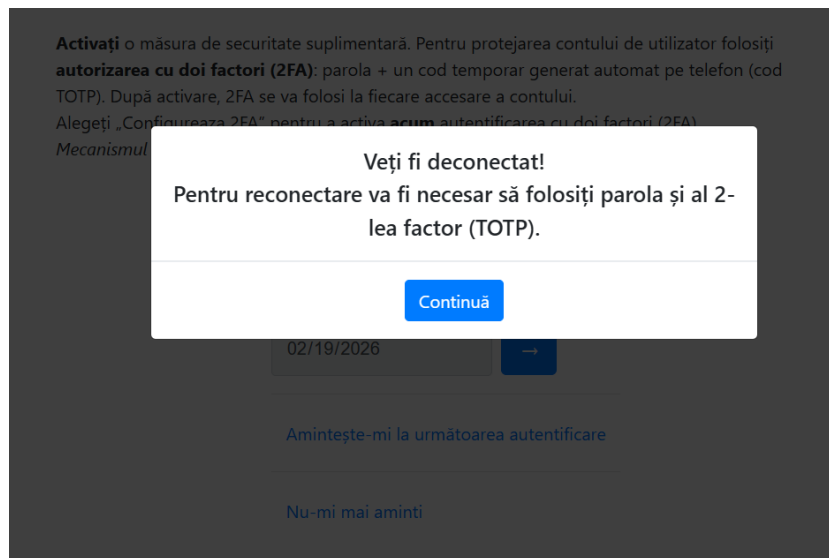 Activați o măsura de securitate suplimentară. Pentru protejarea contului de utilizator folosiți
autorizarea cu doi factori (2FA): parola + un cod temporar generat automat pe telefon (cod
TOTP). După activare, 2FA se va folosi la fiecare accesare a contului.
Alegeți „Configureaza 2FA” pentru a activa acum autentificarea cu doi factori (2FA)
Mecanismul
Veți fi deconectat!
Pentru reconectare va fi necesar să folosiți parola și al 2-
lea factor (TOTP).
Continuă
02/19/2026 →
Amintește-mi la următoarea autentificare
Nu-mi mai aminti